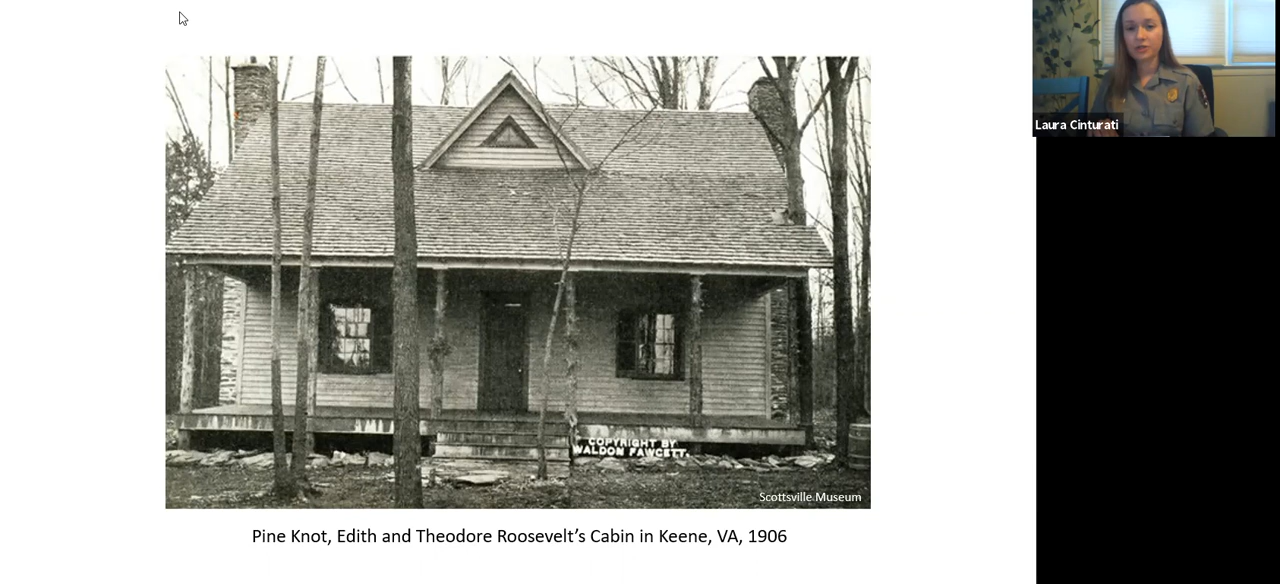 Laura Cinturati
COPYRIGHT BY
WALDON FAWCETT.
Scottsville Museum
Pine Knot, Edith and Theodore Roosevelt’s Cabin in Keene, VA, 1906